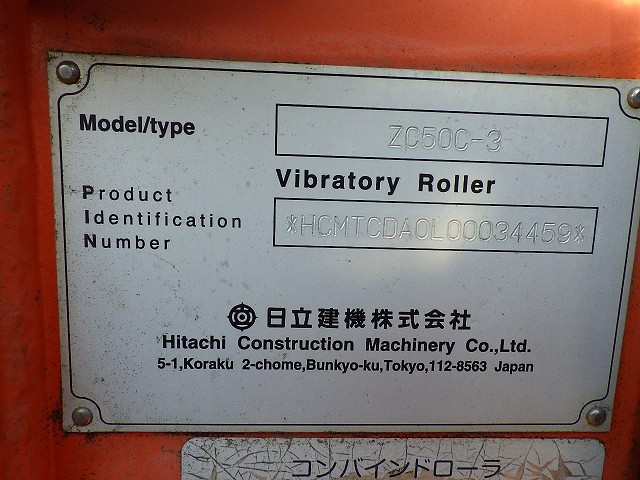 Model/type ZC50C-3
Vibratory Roller
Product
Identification
Number
*HCMTCDA0L00034459*
日立建機株式会社
Hitachi Construction Machinery Co.,Ltd.
5-1,Koraku 2-chome,Bunkyo-ku,Tokyo,112-8563 Japan
コンバインドローラ